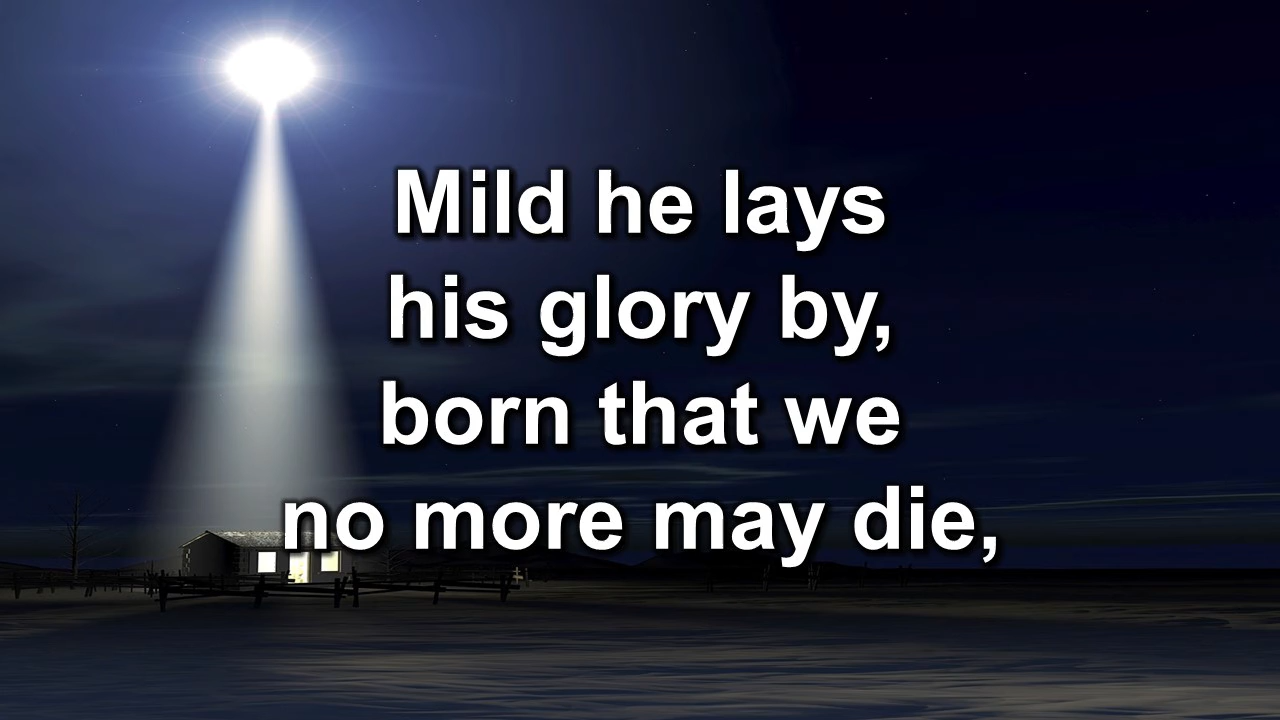 Mild he lays
his glory by,
born that we
no more may die,